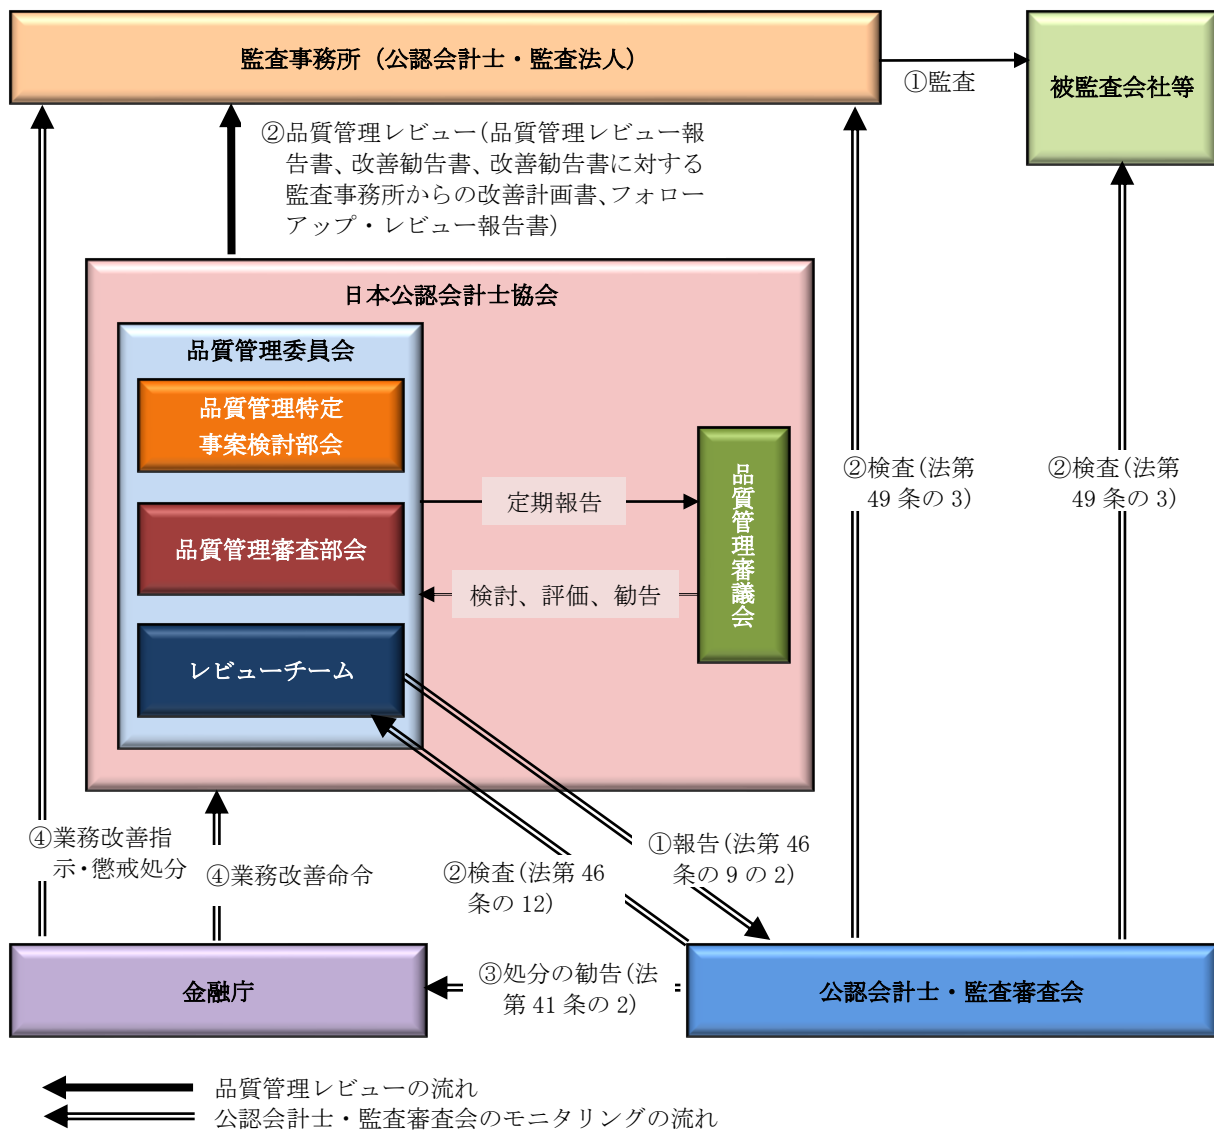 監査事務所（公認会計士・監査法人）
①監査
被監査会社等
②品質管理レビュー（品質管理レビュー報
告書、改善勧告書、改善勧告書に対する
監査事務所からの改善計画書、フォロー
アップ・レビュー報告書）
日本公認会計士協会
品質管理委員会
品質管理特定
事案検討部会
品質管理審査部会
レビューチーム
定期報告
検討、評価、勧告
品質管理審議会
②検査（法第
49 条の 3）
②検査（法第
49 条の 3）
④業務改善指
示・懲戒処分
④業務改善命令
②検査（法第 46
条の 12）
①報告（法第 46
条の 9 の 2）
金融庁
③処分の勧告（法
第 41 条の 2）
公認会計士・監査審査会
品質管理レビューの流れ
公認会計士・監査審査会のモニタリングの流れ